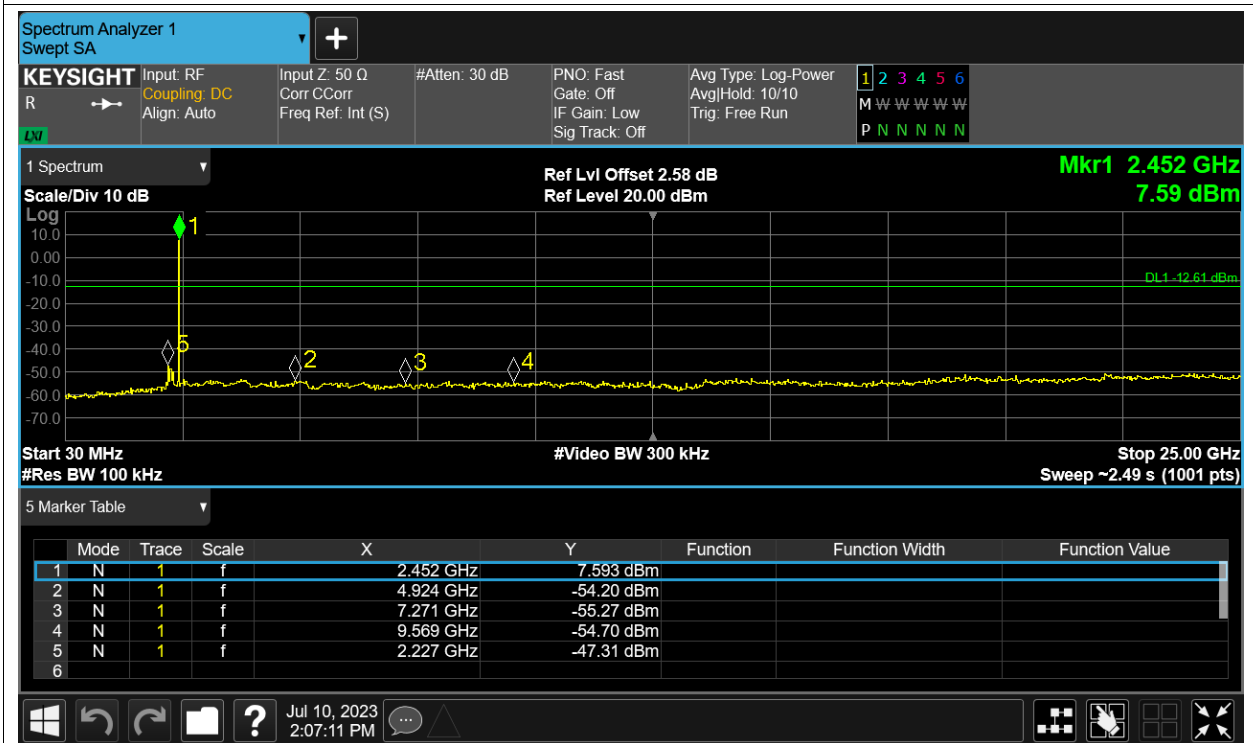 Spectrum Analyzer 1
Swept SA
KEYSIGHT Input: RF Input Z: 50 Ω #Atten: 30 dB PNO: Fast Avg Type: Log-Power 1 2 3 4 5 6
R Coupling: DC Corr CCorr Gate: Off Avg|Hold: 10/10 M W W W W W
Align: Auto Freq Ref: Int (S) IF Gain: Low Trig: Free Run
LXI Sig Track: Off P N N N N N
1 Spectrum Ref Lvl Offset 2.58 dB Mkr1 2.452 GHz
Scale/Div 10 dB Ref Level 20.00 dBm 7.59 dBm
Log
1
10.0
0.00
-10.0 DL1 -12.61 dBm
-20.0
-30.0
-40.0 5 2 3 4
-50.0
-60.0
-70.0
Start 30 MHz #Video BW 300 kHz Stop 25.00 GHz
#Res BW 100 kHz Sweep ~2.49 s (1001 pts)
5 Marker Table
Mode Trace Scale X Y Function Function Width Function Value
1 N 1 f 2.452 GHz 7.593 dBm
2 N 1 f 4.924 GHz -54.20 dBm
3 N 1 f 7.271 GHz -55.27 dBm
4 N 1 f 9.569 GHz -54.70 dBm
5 N 1 f 2.227 GHz -47.31 dBm
6
? Jul 10, 2023
2:07:11 PM